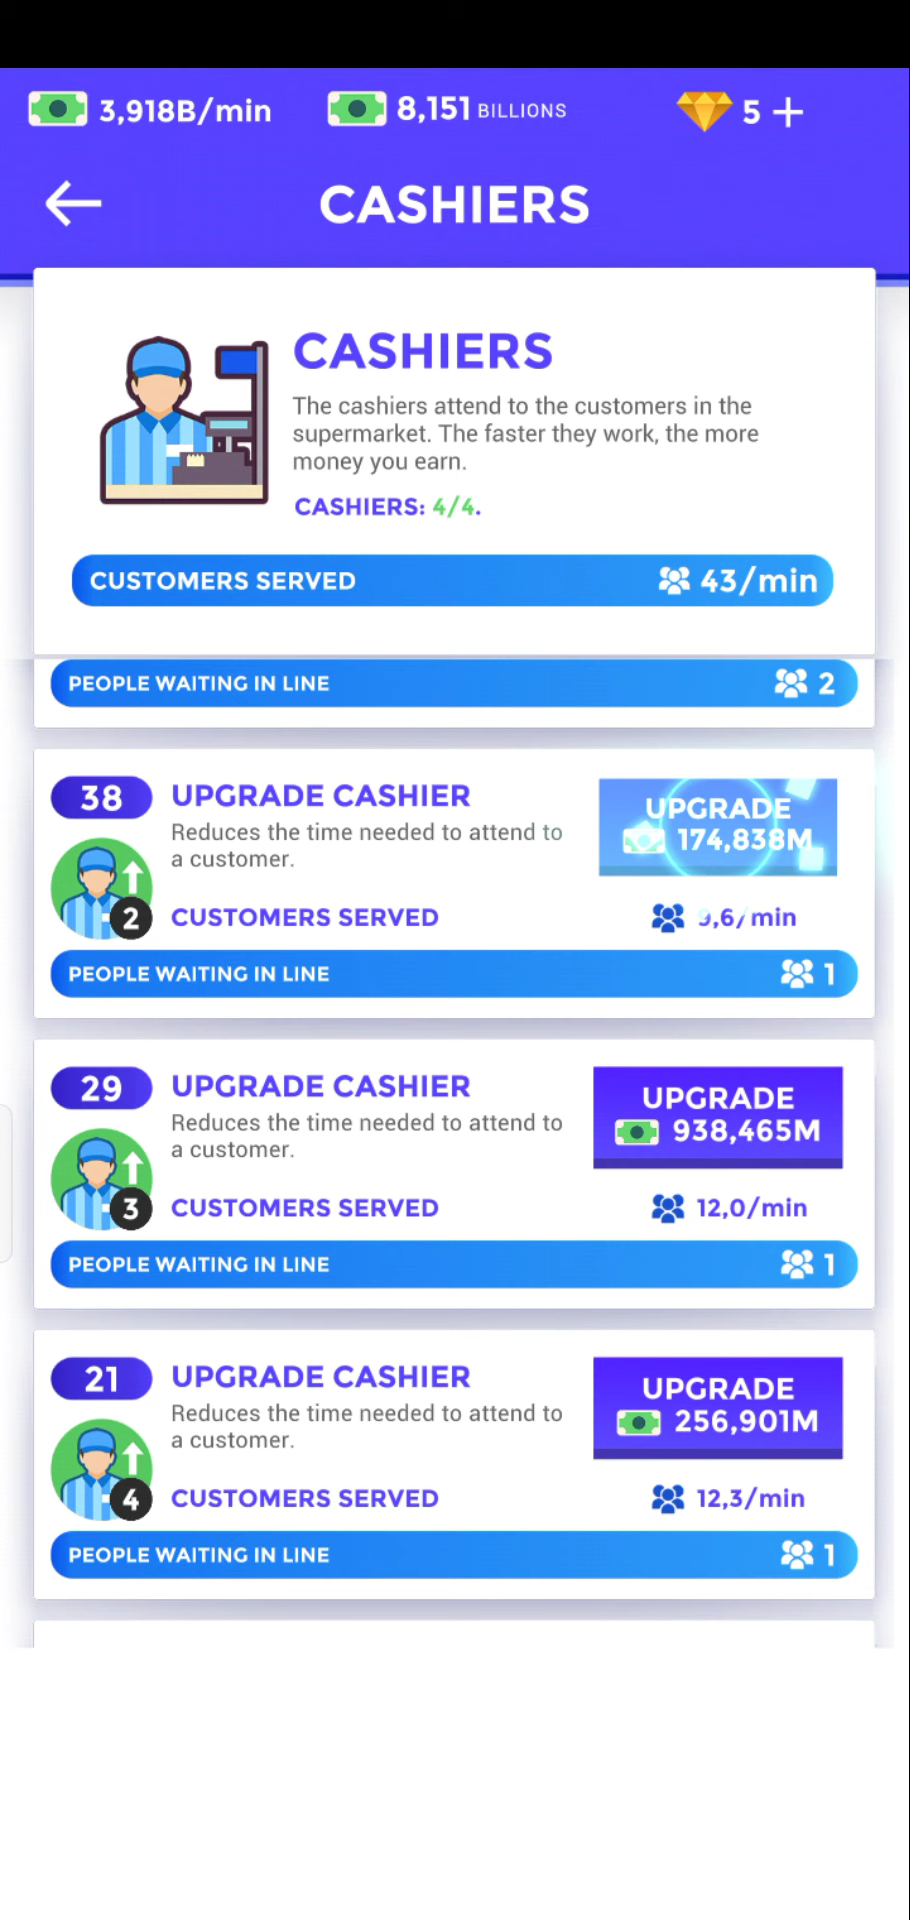 3,918B/min
8,151 BILLIONS
5 +
CASHIERS
CASHIERS
The cashiers attend to the customers in the
supermarket. The faster they work, the more
money you earn.
CASHIERS: 4/4.
CUSTOMERS SERVED 43/min
PEOPLE WAITING IN LINE 2
38 UPGRADE CASHIER
UPGRADE
Reduces the time needed to attend to
a customer.
174,838M
2 CUSTOMERS SERVED 9,6/min
PEOPLE WAITING IN LINE 1
29 UPGRADE CASHIER
UPGRADE
Reduces the time needed to attend to
a customer.
938,465M
3 CUSTOMERS SERVED 12,0/min
PEOPLE WAITING IN LINE 1
21 UPGRADE CASHIER
UPGRADE
Reduces the time needed to attend to
a customer.
256,901M
4 CUSTOMERS SERVED 12,3/min
PEOPLE WAITING IN LINE 1